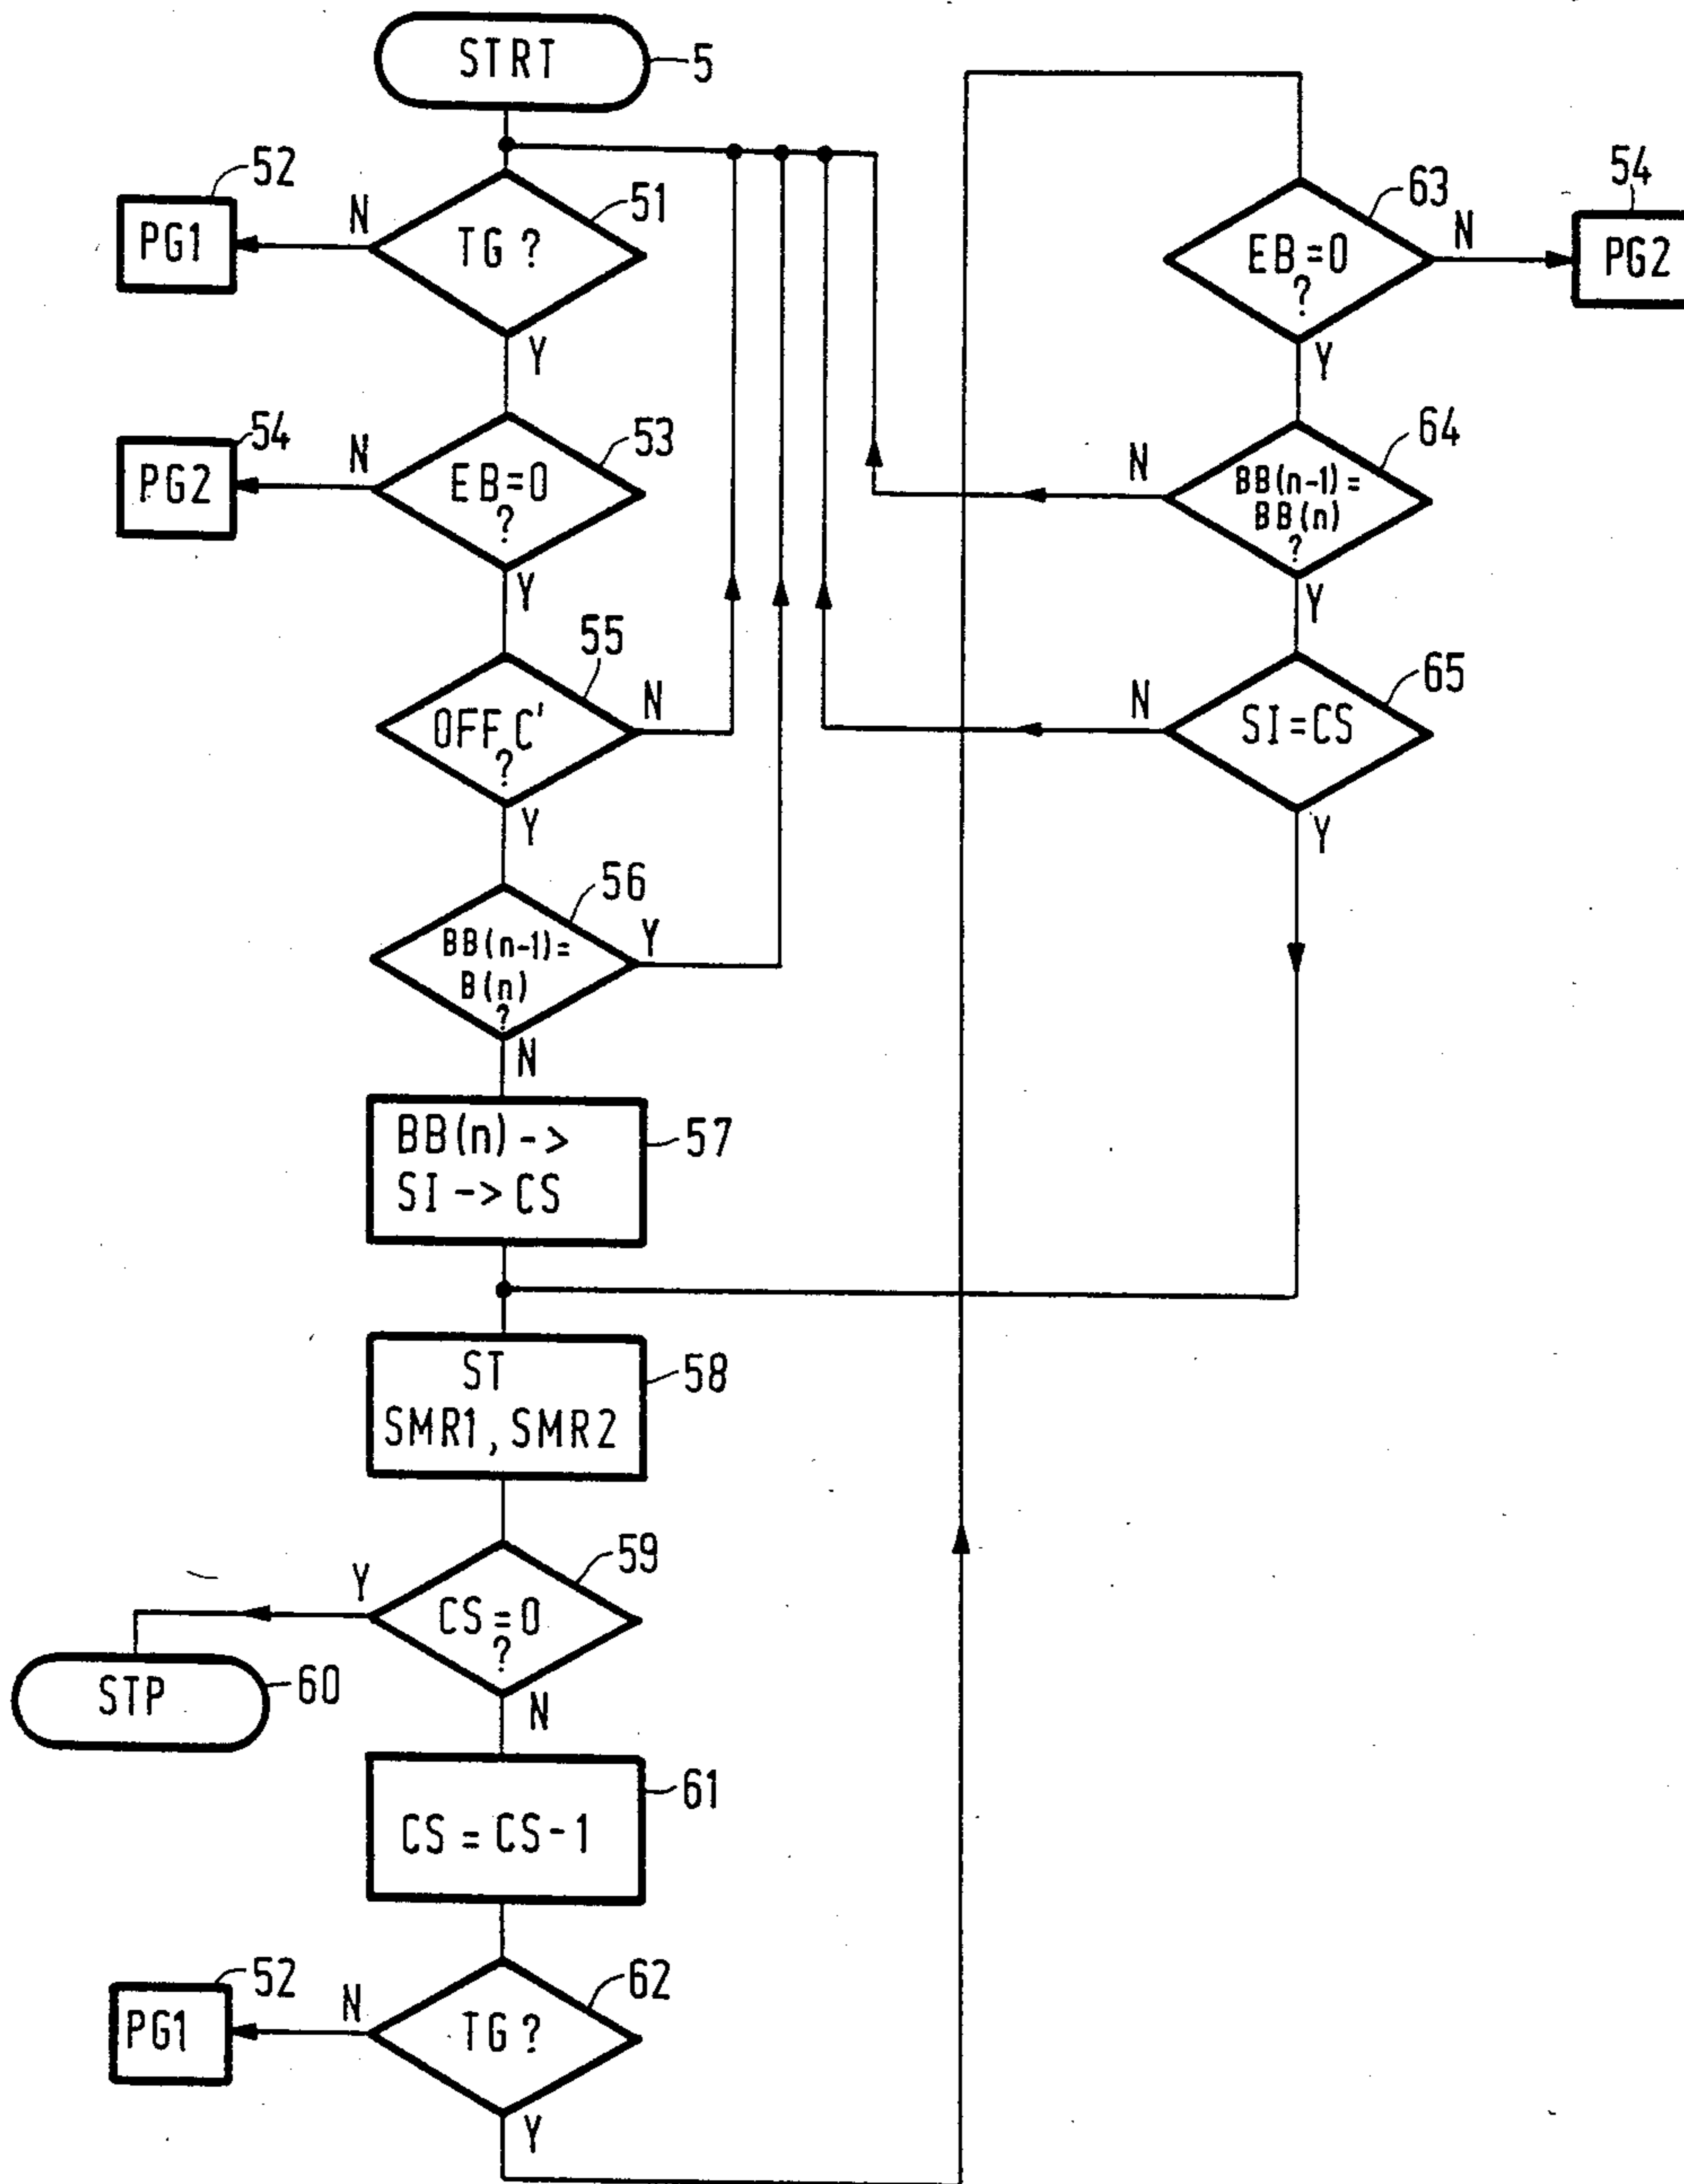 STRT
5
TG ?
51
N
PG1
52
Y
EB=0
?
53
N
PG2
54
Y
OFF C'
?
55
N
Y
BB(n-1)=
B(n)
?
56
Y
N
BB(n) ->
SI -> CS
57
ST
SMR1, SMR2
58
CS=0
?
59
Y
STP
60
N
CS = CS-1
61
TG ?
62
N
PG1
52
Y
EB=0
?
63
N
PG2
54
Y
BB(n-1)=
BB(n)
?
64
N
Y
SI=CS
65
N
Y